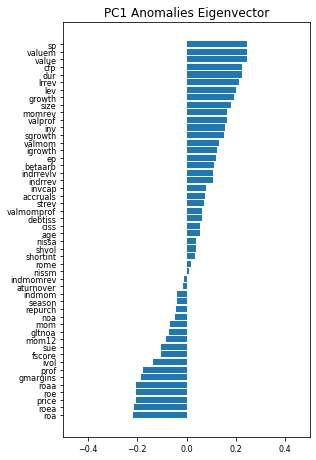 PC1 Anomalies Eigenvector
sp
valuem
value
cfp
dur
lrrev
lev
growth
size
momrev
valprof
inv
sgrowth
valmom
igrowth
ep
betaarb
indrrevlv
indrrev
invcap
accruals
strev
valmomprof
debtiss
ciss
age
nissa
shvol
shortint
rome
nissm
indmomrev
aturnover
indmom
season
repurch
noa
mom
gltnoa
mom12
sue
fscore
ivol
prof
gmargins
roaa
rpe
price
roea
roa
−0.4 −0.2 0.0 0.2 0.4